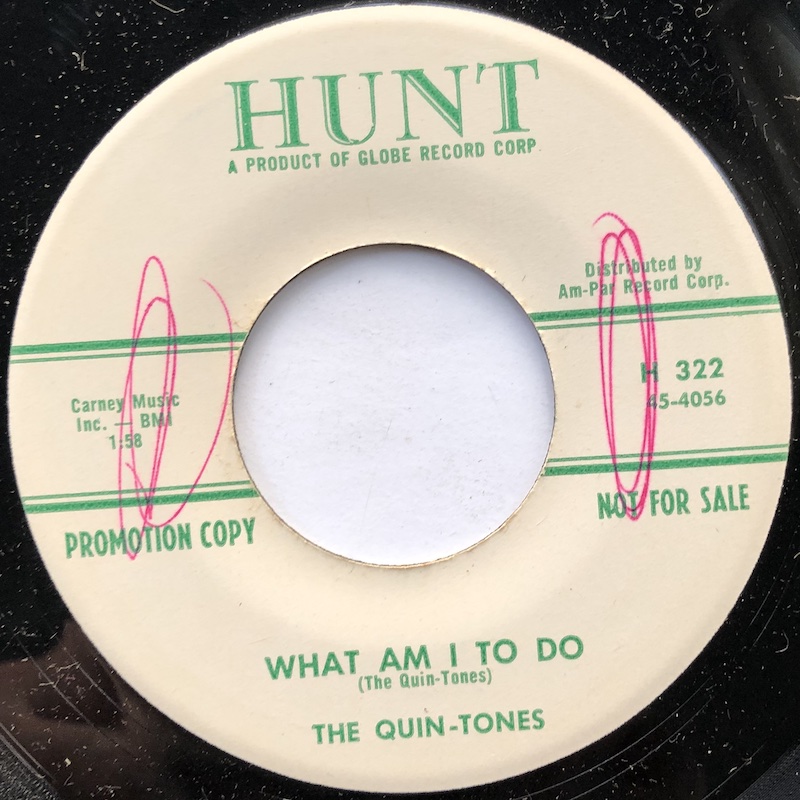 HUNT
A PRODUCT OF GLOBE RECORD CORP.
Distributed by
Am-Par Record Corp.
Carney Music
Inc. — BMI
1:58
H 322
45-4056
PROMOTION COPY
NOT FOR SALE
WHAT AM I TO DO
(The Quin-Tones)
THE QUIN-TONES